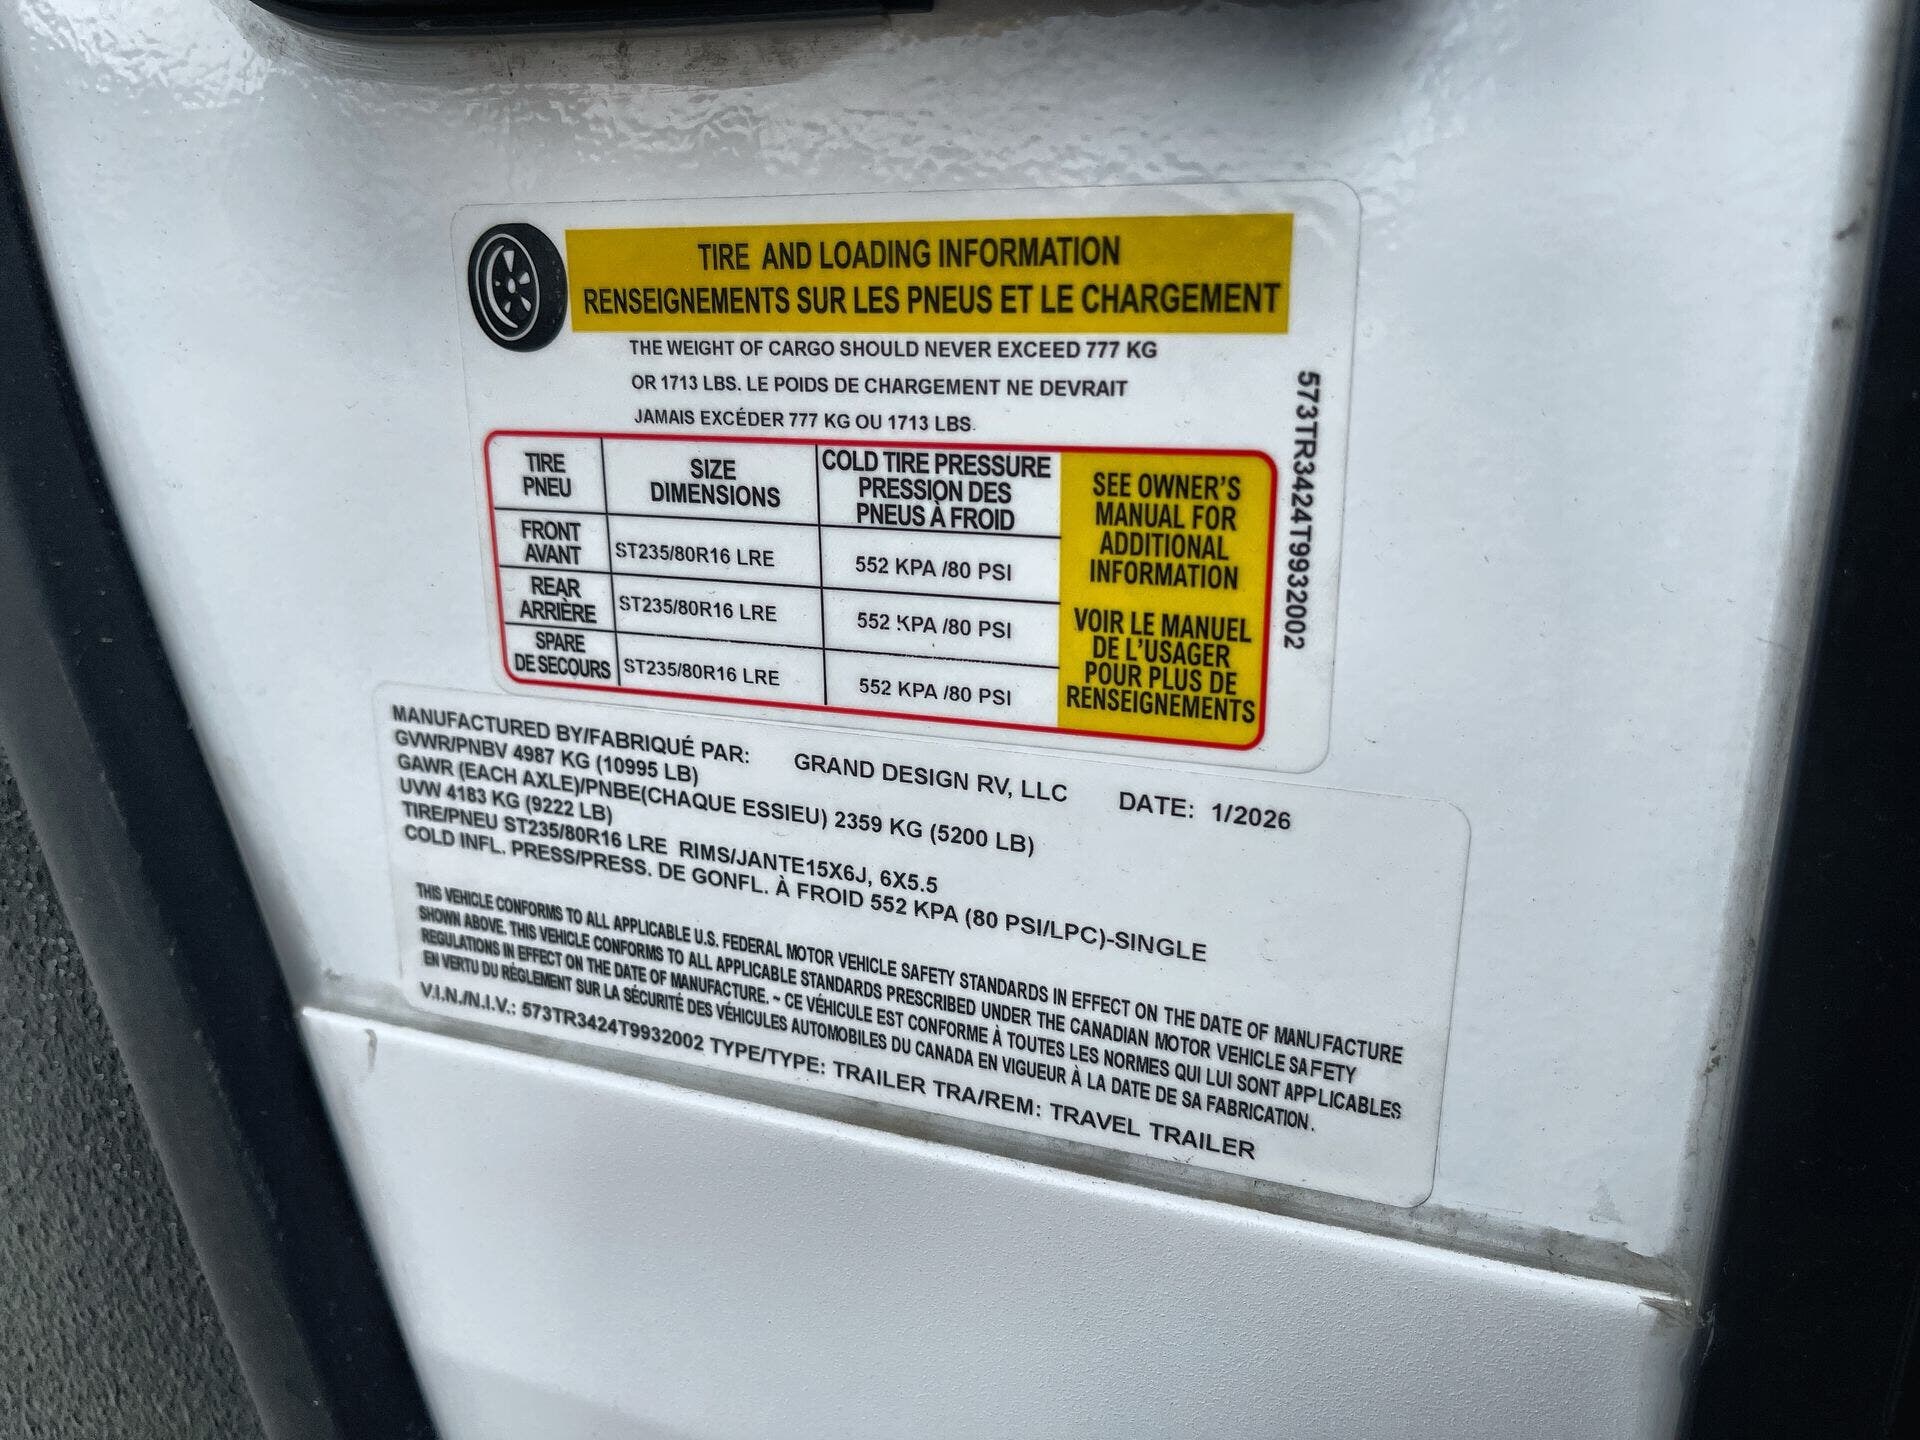 TIRE AND LOADING INFORMATION
RENSEIGNEMENTS SUR LES PNEUS ET LE CHARGEMENT
THE WEIGHT OF CARGO SHOULD NEVER EXCEED 777 KG
OR 1713 LBS. LE POIDS DE CHARGEMENT NE DEVRAIT
JAMAIS EXCÉDER 777 KG OU 1713 LBS.
TIRE
PNEU
SIZE
DIMENSIONS
COLD TIRE PRESSURE
PRESSION DES
PNEUS À FROID
FRONT
AVANT
ST235/80R16 LRE
552 KPA /80 PSI
REAR
ARRIÈRE
ST235/80R16 LRE
552 KPA /80 PSI
SPARE
DE SECOURS
ST235/80R16 LRE
552 KPA /80 PSI
SEE OWNER'S
MANUAL FOR
ADDITIONAL
INFORMATION
VOIR LE MANUEL
DE L'USAGER
POUR PLUS DE
RENSEIGNEMENTS
573TR3424T9932002
MANUFACTURED BY/FABRIQUÉ PAR: GRAND DESIGN RV, LLC DATE: 1/2026
GVWR/PNBV 4987 KG (10995 LB)
GAWR (EACH AXLE)/PNBE(CHAQUE ESSIEU) 2359 KG (5200 LB)
UVW 4183 KG (9222 LB)
TIRE/PNEU ST235/80R16 LRE RIMS/JANTE15X6J, 6X5.5
COLD INFL. PRESS/PRESS. DE GONFL. À FROID 552 KPA (80 PSI/LPC)-SINGLE
THIS VEHICLE CONFORMS TO ALL APPLICABLE U.S. FEDERAL MOTOR VEHICLE SAFETY STANDARDS IN EFFECT ON THE DATE OF MANUFACTURE
SHOWN ABOVE. THIS VEHICLE CONFORMS TO ALL APPLICABLE STANDARDS PRESCRIBED UNDER THE CANADIAN MOTOR VEHICLE SAFETY
REGULATIONS IN EFFECT ON THE DATE OF MANUFACTURE. ~ CE VÉHICULE EST CONFORME À TOUTES LES NORMES QUI LUI SONT APPLICABLES
EN VERTU DU RÉGLEMENT SUR LA SÉCURITÉ DES VÉHICULES AUTOMOBILES DU CANADA EN VIGUEUR À LA DATE DE SA FABRICATION.
V.I.N./N.I.V.: 573TR3424T9932002 TYPE/TYPE: TRAILER TRA/REM: TRAVEL TRAILER